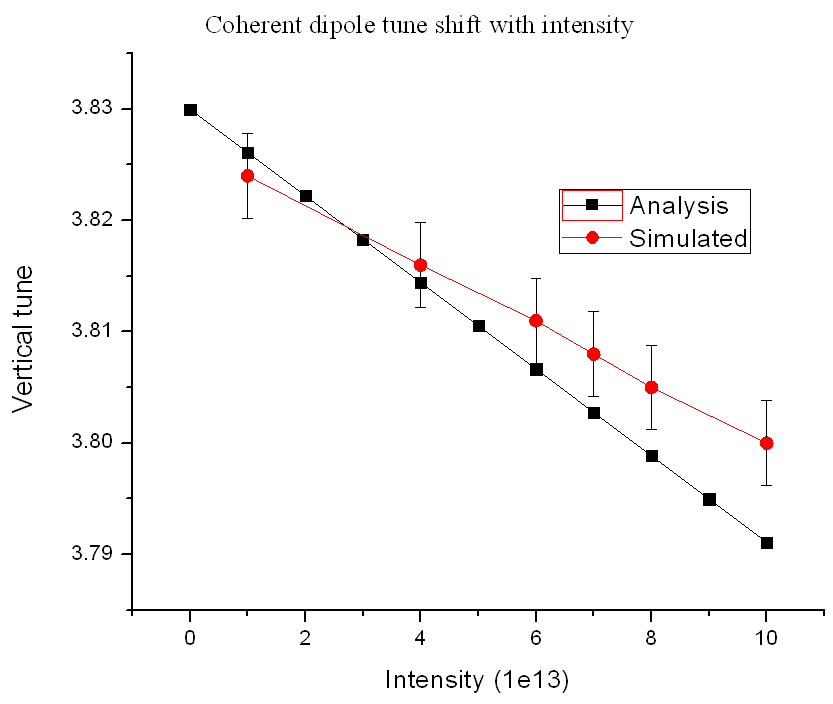 Coherent dipole tune shift with intensity
3.83
3.82
3.81
3.80
3.79
Vertical tune
Analysis
Simulated
0 2 4 6 8 10
Intensity (1e13)